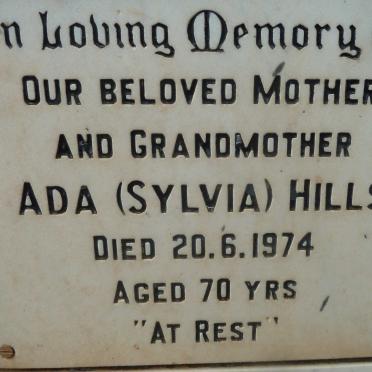 n Loving Memory
Our beloved Mother
and Grandmother
Ada (Sylvia) Hills
Died 20.6.1974
Aged 70 yrs
"At Rest"